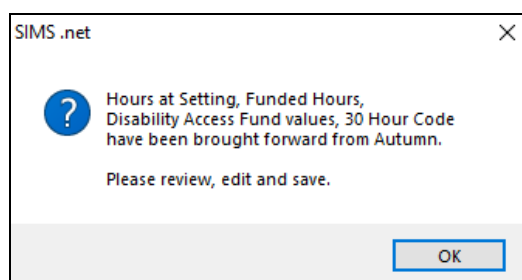 SIMS .net
?
Hours at Setting, Funded Hours,
Disability Access Fund values, 30 Hour Code
have been brought forward from Autumn.
Please review, edit and save.
OK